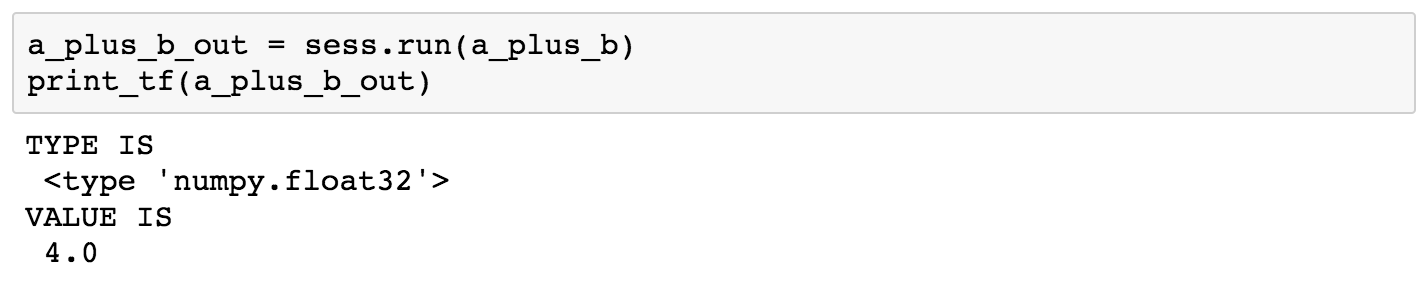 a_plus_b_out = sess.run(a_plus_b)
print_tf(a_plus_b_out)
TYPE IS
 <type 'numpy.float32'>
VALUE IS
 4.0